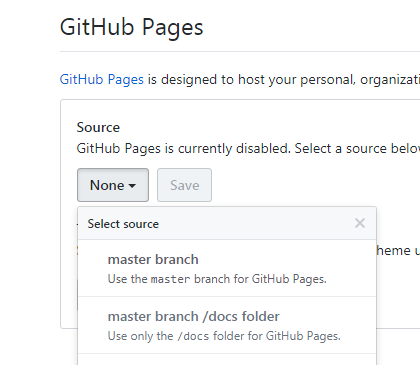 GitHub Pages
GitHub Pages is designed to host your personal, organizati
Source
GitHub Pages is currently disabled. Select a source belo
None Save
Select source
heme u
master branch
Use the master branch for GitHub Pages.
master branch /docs folder
Use only the /docs folder for GitHub Pages.